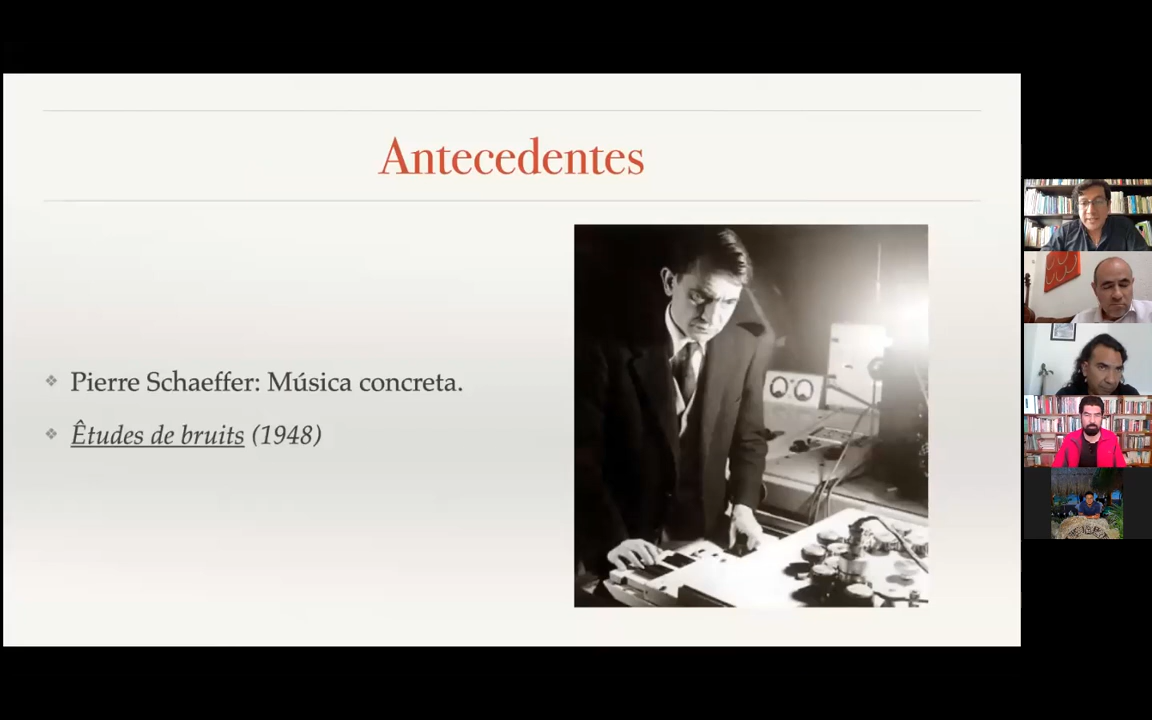 Antecedentes
Pierre Schaeffer: Música concreta.
Êtudes de bruits (1948)